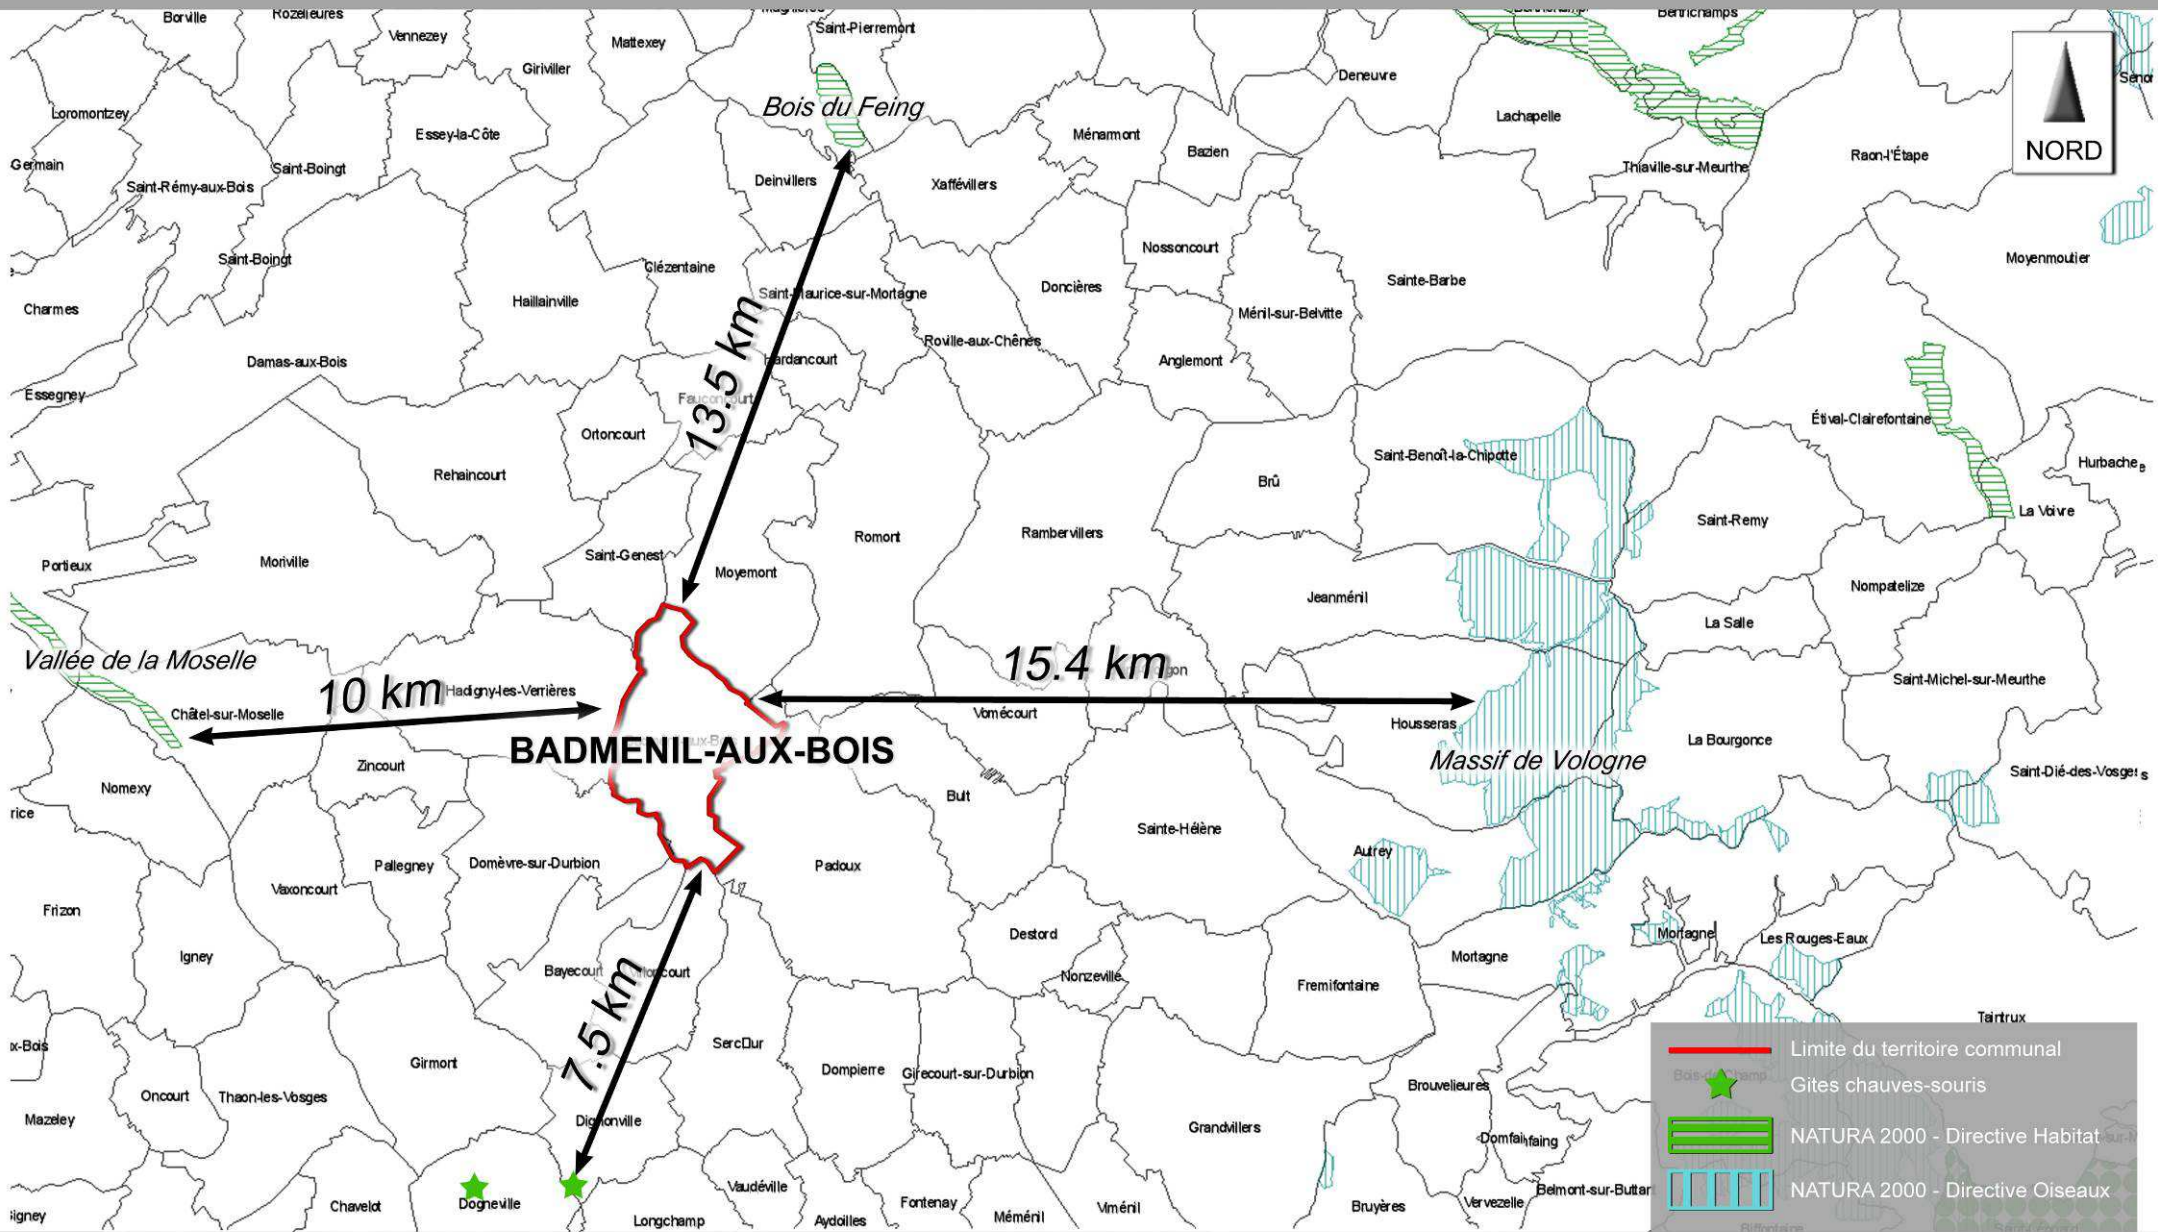 Borville
Rozelieures
Vennezey
Mattexey
Saint-Pierremont
Bertrichamps
Giriviller
Deneuvre
NORD
Loromontzey
Essey-la-Côte
Bois du Feing
Ménarmont
Bazien
Lachapelle
Raon-l'Étape
Germain
Saint-Rémy-aux-Bois
Saint-Boingt
Deinvillers
Xaffévillers
Thiaville-sur-Meurthe
Saint-Boingt
Clézentaine
Nossoncourt
Moyenmoutier
Charmes
Haillainville
Saint-Maurice-sur-Mortagne
Doncières
Sainte-Barbe
Ménil-sur-Belvitte
Damas-aux-Bois
Hardancourt
Roville-aux-Chênes
Anglemont
Essegney
Fauconcourt
13.5 km
Étival-Clairefontaine
Ortoncourt
Rehaincourt
Brû
Saint-Benoît-la-Chipotte
Hurbache
La Voivre
Saint-Remy
Portieux
Moriville
Saint-Genest
Moyemont
Romont
Rambervillers
Jeanménil
Nompatelize
La Salle
Vallée de la Moselle
10 km
Hadigny-les-Verrières
15.4 km
Saint-Michel-sur-Meurthe
Châtel-sur-Moselle
Vomécourt
Housseras
La Bourgonce
BADMENIL-AUX-BOIS
Massif de Vologne
Saint-Dié-des-Vosges
Nomexy
Zincourt
Bult
Sainte-Hélène
rice
Pallegney
Domèvre-sur-Durbion
Padoux
Autrey
Vaxoncourt
Frizon
Igney
Destord
Mortagne
Les Rouges-Eaux
Bayecourt
Villoncourt
Nonzeville
Fremifontaine
Mortagne
7.5 km
Taintrux
x-Bois
Girmont
Dompierre
Girecourt-sur-Durbion
Brouvelieures
Oncourt
Thaon-les-Vosges
Mazeley
Dignonville
Grandvillers
Domfaing
Chavelot
Dogneville
Vaudéville
Fontenay
Viménil
Bruyères
Vervezelle
igney
Longchamp
Aydoilles
Méménil
Limite du territoire communal
Gites chauves-souris
NATURA 2000 - Directive Habitat
NATURA 2000 - Directive Oiseaux